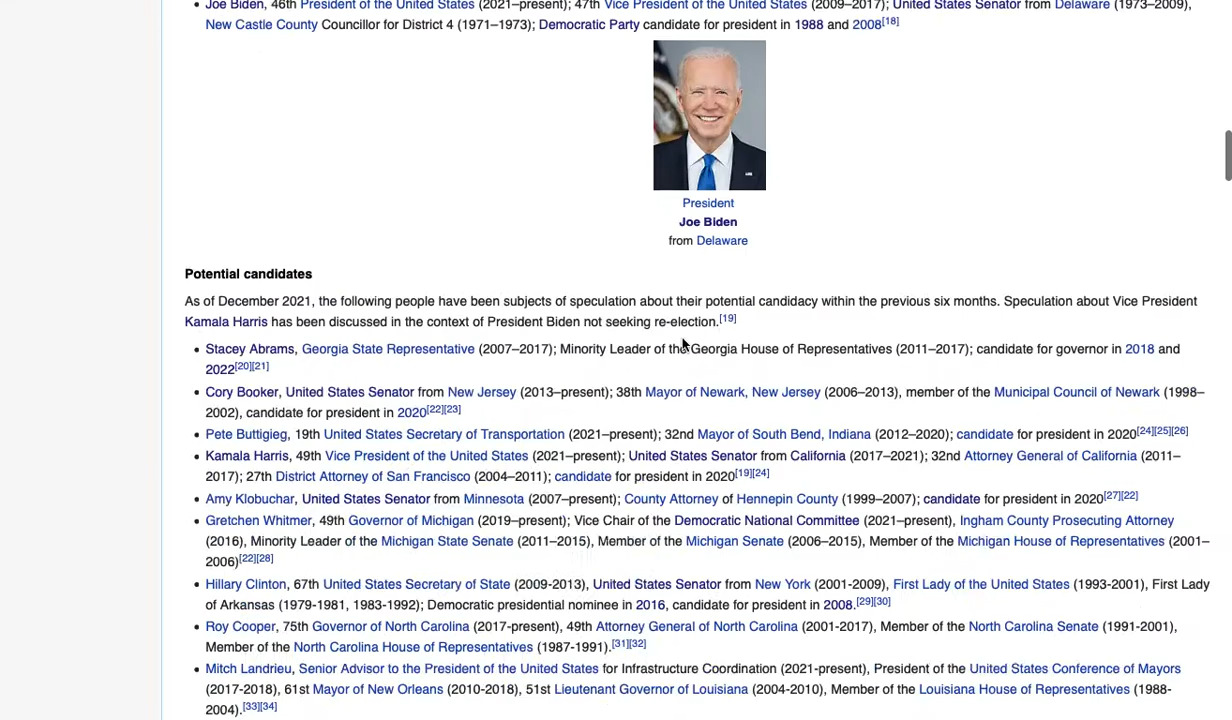 Joe Biden, 46th President of the United States (2021–present); 47th Vice President of the United States (2009–2017); United States Senator from Delaware (1973–2009),
New Castle County Councillor for District 4 (1971–1973); Democratic Party candidate for president in 1988 and 2008[18]
President
Joe Biden
from Delaware
Potential candidates
As of December 2021, the following people have been subjects of speculation about their potential candidacy within the previous six months. Speculation about Vice President
Kamala Harris has been discussed in the context of President Biden not seeking re-election.[19]
Stacey Abrams, Georgia State Representative (2007–2017); Minority Leader of the Georgia House of Representatives (2011–2017); candidate for governor in 2018 and
2022[20][21]
Cory Booker, United States Senator from New Jersey (2013–present); 38th Mayor of Newark, New Jersey (2006–2013), member of the Municipal Council of Newark (1998–
2002), candidate for president in 2020[22][23]
Pete Buttigieg, 19th United States Secretary of Transportation (2021–present); 32nd Mayor of South Bend, Indiana (2012–2020); candidate for president in 2020[24][25][26]
Kamala Harris, 49th Vice President of the United States (2021–present); United States Senator from California (2017–2021); 32nd Attorney General of California (2011–
2017); 27th District Attorney of San Francisco (2004–2011); candidate for president in 2020[19][24]
Amy Klobuchar, United States Senator from Minnesota (2007–present); County Attorney of Hennepin County (1999–2007); candidate for president in 2020[27][22]
Gretchen Whitmer, 49th Governor of Michigan (2019–present); Vice Chair of the Democratic National Committee (2021–present), Ingham County Prosecuting Attorney
(2016), Minority Leader of the Michigan State Senate (2011–2015), Member of the Michigan Senate (2006–2015), Member of the Michigan House of Representatives (2001–
2006)[22][28]
Hillary Clinton, 67th United States Secretary of State (2009-2013), United States Senator from New York (2001-2009), First Lady of the United States (1993-2001), First Lady
of Arkansas (1979-1981, 1983-1992); Democratic presidential nominee in 2016, candidate for president in 2008.[29][30]
Roy Cooper, 75th Governor of North Carolina (2017-present), 49th Attorney General of North Carolina (2001-2017), Member of the North Carolina Senate (1991-2001),
Member of the North Carolina House of Representatives (1987-1991).[31][32]
Mitch Landrieu, Senior Advisor to the President of the United States for Infrastructure Coordination (2021-present), President of the United States Conference of Mayors
(2017-2018), 61st Mayor of New Orleans (2010-2018), 51st Lieutenant Governor of Louisiana (2004-2010), Member of the Louisiana House of Representatives (1988-
2004).[33][34]